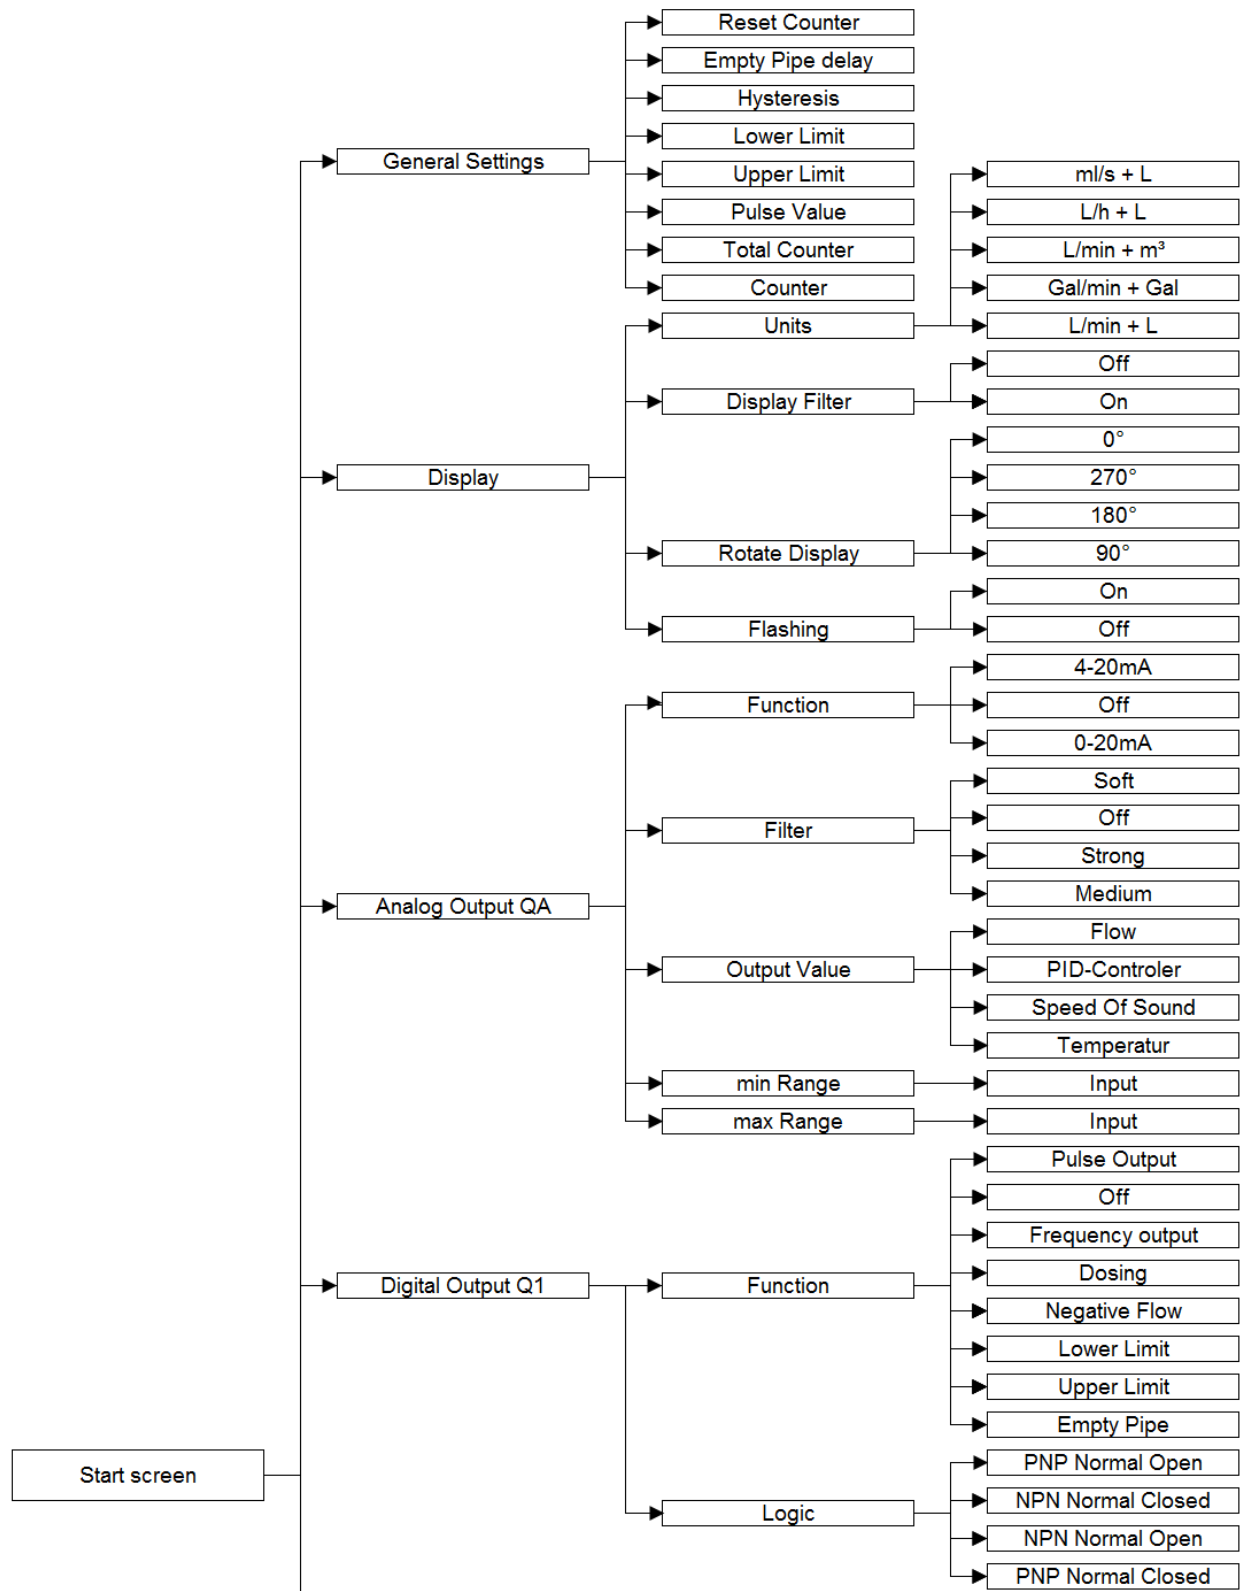 Reset Counter
Empty Pipe delay
Hysteresis
Lower Limit
General Settings
Upper Limit
ml/s + L
Pulse Value
L/h + L
Total Counter
L/min + m³
Counter
Gal/min + Gal
Units
L/min + L
Off
Display Filter
On
0°
Display
270°
180°
Rotate Display
90°
On
Flashing
Off
4-20mA
Function
Off
0-20mA
Soft
Filter
Off
Strong
Medium
Analog Output QA
Flow
Output Value
PID-Controler
Speed Of Sound
Temperatur
min Range
Input
max Range
Input
Pulse Output
Off
Frequency output
Dosing
Digital Output Q1
Function
Negative Flow
Lower Limit
Upper Limit
Empty Pipe
Start screen
PNP Normal Open
NPN Normal Closed
Logic
NPN Normal Open
PNP Normal Closed